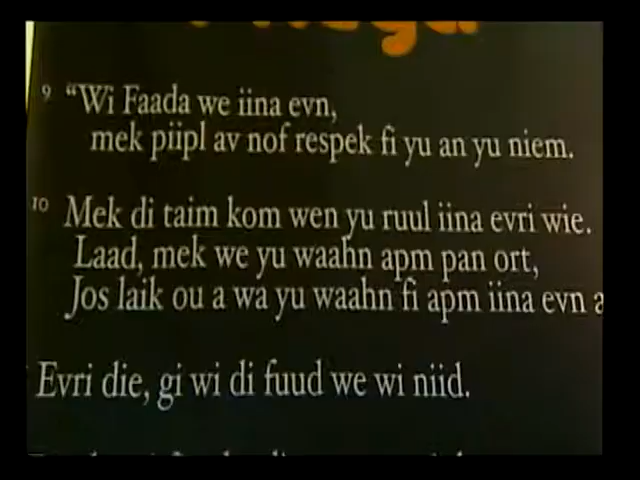 9 “Wi Faada we iina evn,
mek piipl av nof respek fi yu an yu niem.
10 Mek di taim kom wen yu ruul iina evri wie.
Laad, mek we yu waahn apm pan ort,
Jos laik ou a wa yu waahn fi apm iina evn a
Evri die, gi wi di fuud we wi niid.